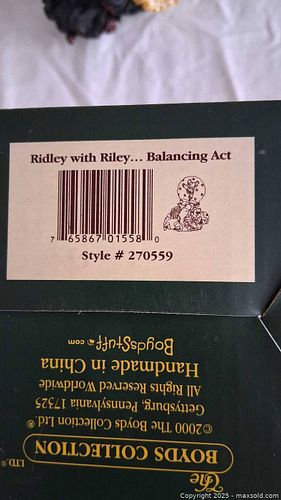 Ridley with Riley... Balancing Act
7 65867 01558 0
Style # 270559
The
BOYDS COLLECTION LTD.®
©2000 The Boyds Collection Ltd®
Gettysburg, Pennsylvania 17325
All Rights Reserved Worldwide
Handmade in China
BoydsStuff.com
Copyright 2025 - maxsold.com